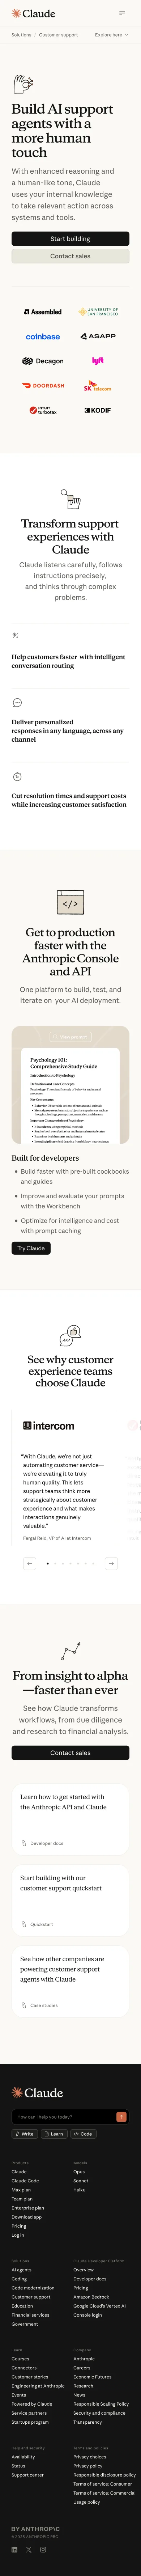 Claude
Solutions / Customer support
Explore here
Build AI support
agents with a
more human
touch
With enhanced reasoning and
a human-like tone, Claude
uses your internal knowledge
to take relevant action across
systems and tools.
Start building
Contact sales
Assembled
UNIVERSITY OF
SAN FRANCISCO
coinbase
ASAPP
Decagon
lyft
DOORDASH
SK telecom
intuit
turbotax
KODIF
Transform support
experiences with
Claude
Claude listens carefully, follows
instructions precisely,
and thinks through complex
problems.
Help customers faster with intelligent
conversation routing
Deliver personalized
responses in any language, across any
channel
Cut resolution times and support costs
while increasing customer satisfaction
</>
Get to production
faster with the
Anthropic Console
and API
One platform to build, test, and
iterate on your AI deployment.
Psychology 101:
Comprehensive Study Guide
Introduction to Psychology
Definition and Core Concepts
Key Components:
Important Characteristics of Psychology:
Built for developers
Build faster with pre-built cookbooks
and guides
Improve and evaluate your prompts
with the Workbench
Optimize for intelligence and cost
with prompt caching
Try Claude
See why customer
experience teams
choose Claude
intercom
"With Claude, we're not just
automating customer service—
we're elevating it to truly
human quality. This lets
support teams think more
strategically about customer
experience and what makes
interactions genuinely
valuable."
Fergal Reid, VP of AI at Intercom
From insight to alpha
—faster than ever
See how Claude transforms
workflows, from due diligence
and research to financial analysis.
Contact sales
Learn how to get started with
the Anthropic API and Claude
Developer docs
Start building with our
customer support quickstart
Quickstart
See how other companies are
powering customer support
agents with Claude
Case studies
Claude
How can I help you today?
Write
Learn
Code
Products
Claude
Claude Code
Max plan
Team plan
Enterprise plan
Download app
Pricing
Log in
Models
Opus
Sonnet
Haiku
Solutions
AI agents
Coding
Code modernization
Customer support
Education
Financial services
Government
Claude Developer Platform
Overview
Developer docs
Pricing
Amazon Bedrock
Google Cloud's Vertex AI
Console login
Learn
Courses
Connectors
Customer stories
Engineering at Anthropic
Events
Powered by Claude
Service partners
Startups program
Company
Anthropic
Careers
Economic Futures
Research
News
Responsible Scaling Policy
Security and compliance
Transparency
Help and security
Availability
Status
Support center
Terms and policies
Privacy choices
Privacy policy
Responsible disclosure policy
Terms of service: Consumer
Terms of service: Commercial
Usage policy
BY ANTHROPIC
© 2025 ANTHROPIC PBC